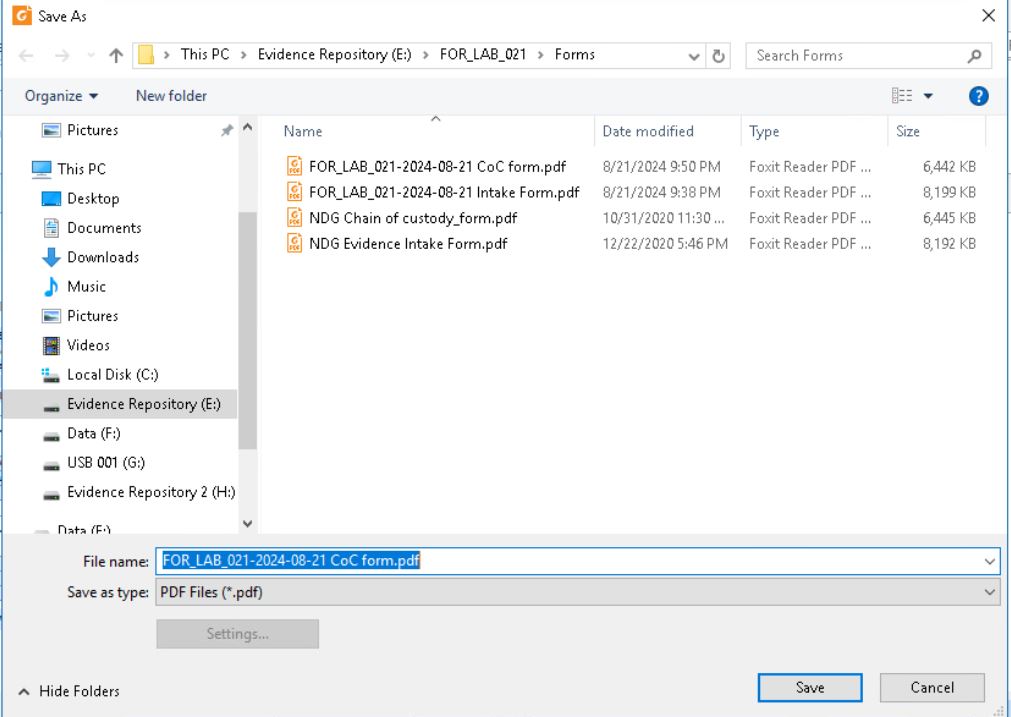 Save As
This PC > Evidence Repository (E:) > FOR_LAB_021 > Forms
Search Forms
Organize
New folder
Name
Date modified
Type
Size
Pictures
This PC
Desktop
Documents
Downloads
Music
Pictures
Videos
Local Disk (C:)
Evidence Repository (E:)
Data (F:)
USB 001 (G:)
Evidence Repository 2 (H:)
Data (F:)
FOR_LAB_021-2024-08-21 CoC form.pdf 8/21/2024 9:50 PM Foxit Reader PDF ... 6,442 KB
FOR_LAB_021-2024-08-21 Intake Form.pdf 8/21/2024 9:38 PM Foxit Reader PDF ... 8,199 KB
NDG Chain of custody_form.pdf 10/31/2020 11:30 ... Foxit Reader PDF ... 6,445 KB
NDG Evidence Intake Form.pdf 12/22/2020 5:46 PM Foxit Reader PDF ... 8,192 KB
File name: FOR_LAB_021-2024-08-21 CoC form.pdf
Save as type: PDF Files (*.pdf)
Settings...
Hide Folders
Save
Cancel